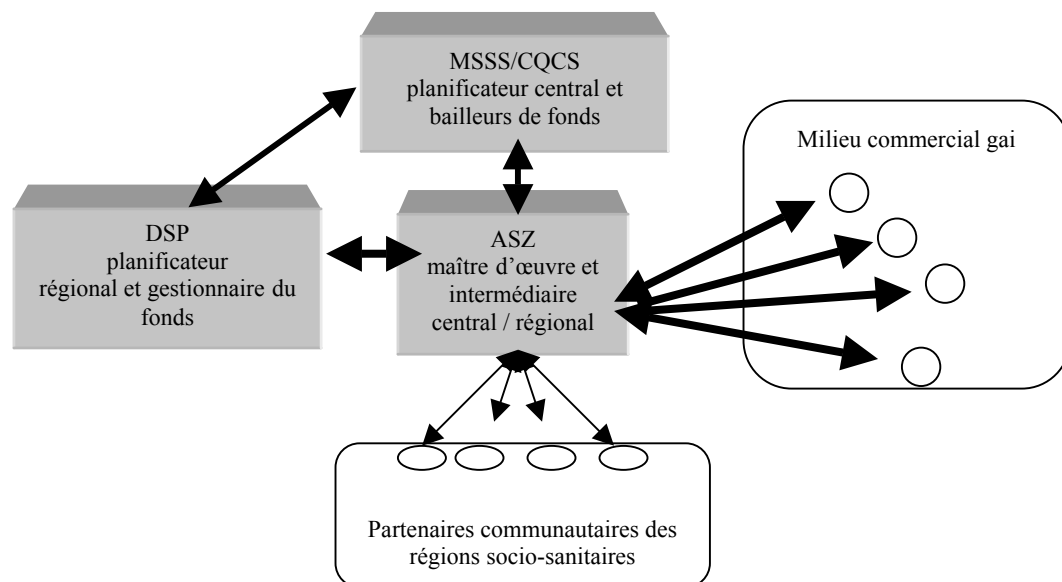 MSSS/CQCS
planificateur central et
bailleurs de fonds
Milieu commercial gai
DSP
planificateur
régional et gestionnaire du
fonds
ASZ
maître d’œuvre et
intermédiaire
central / régional
Partenaires communautaires des
régions socio-sanitaires